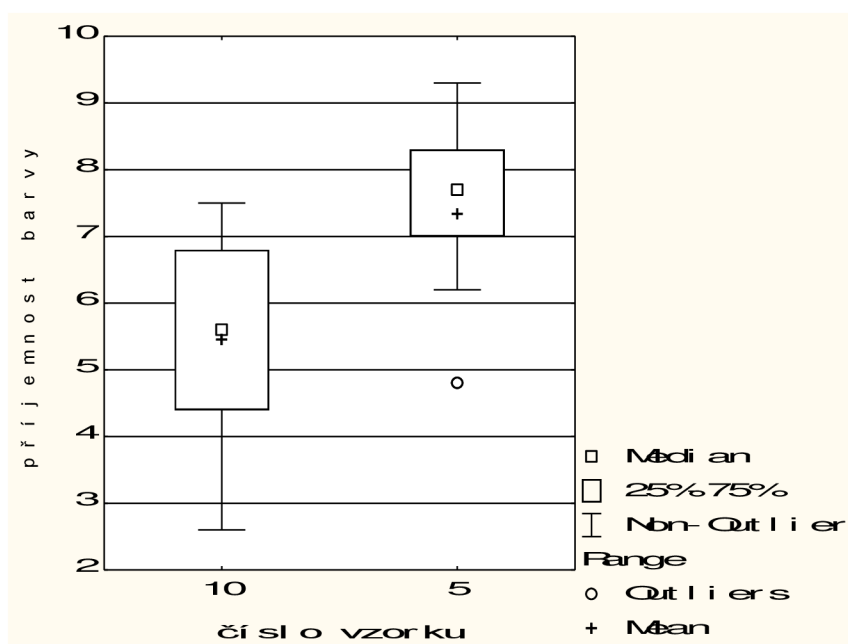 příjemnost barvy
10
9
8
7
6
5
4
3
2
10 5
číslo vzorku
Median
25%75%
Non-Outlier
Range
Outliers
Mean